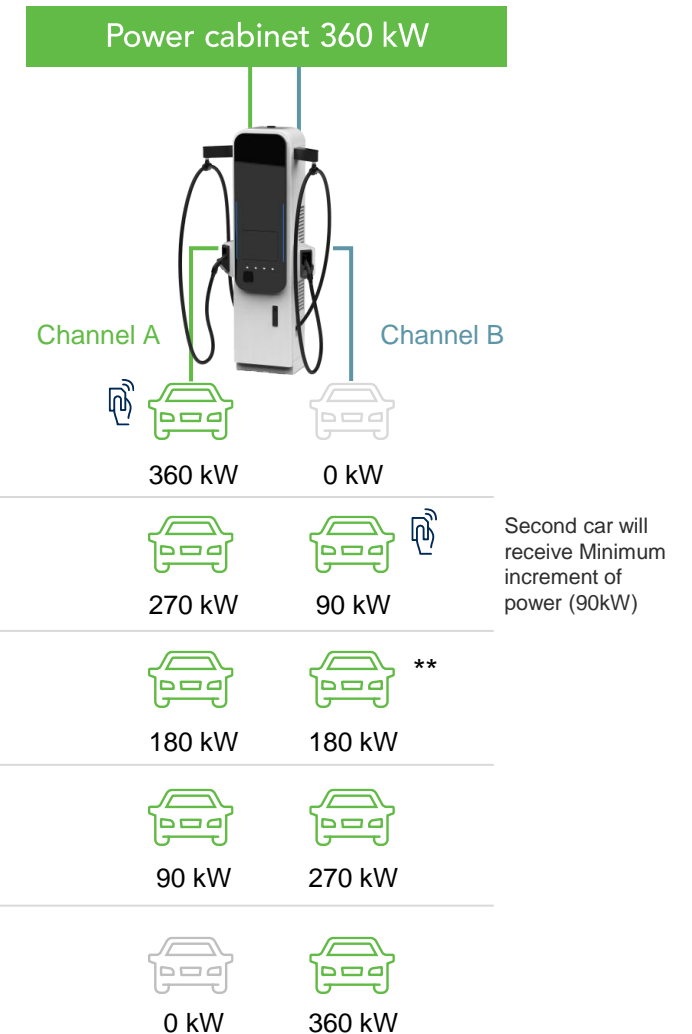 Power cabinet 360 kW
Channel A
Channel B
360 kW
0 kW
270 kW
90 kW
Second car will
receive Minimum
increment of
power (90kW)
**
180 kW
180 kW
90 kW
270 kW
0 kW
360 kW